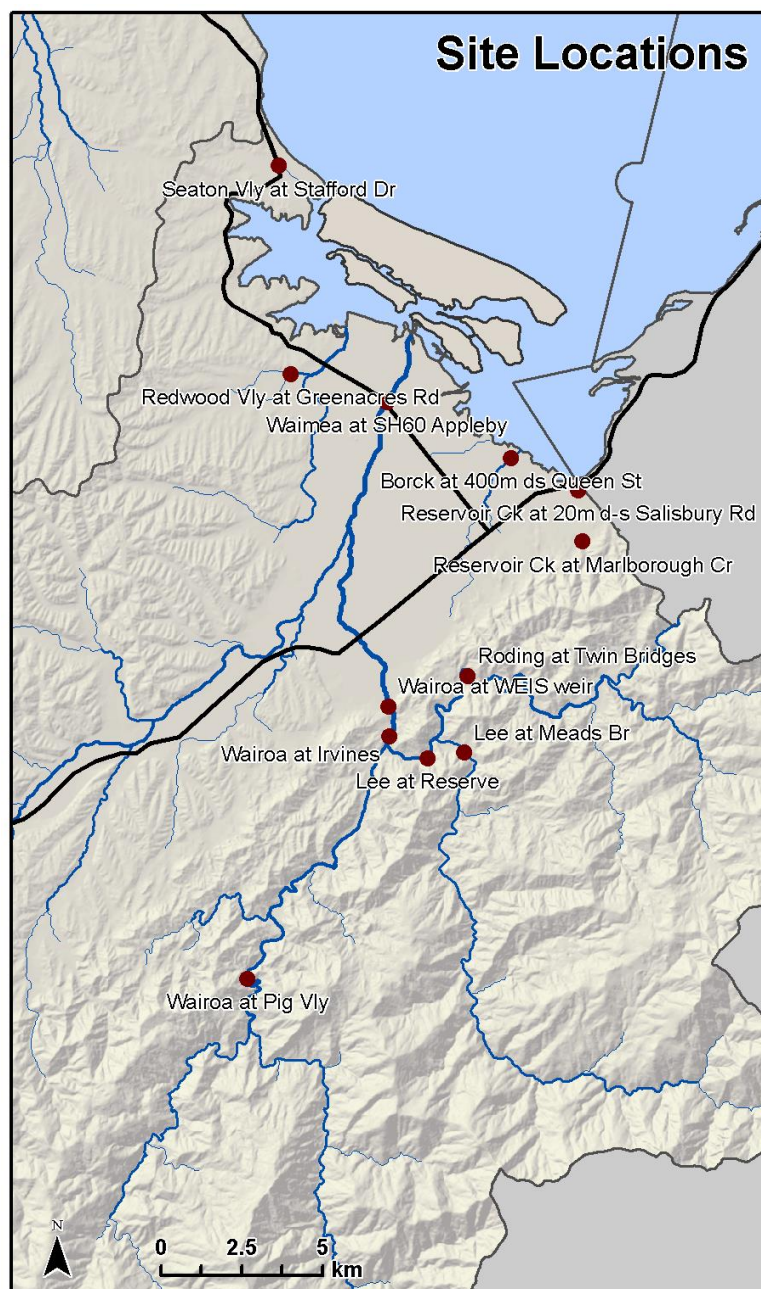 Site Locations
Seaton Vly at Stafford Dr
Redwood Vly at Greenacres Rd
Waimea at SH60 Appleby
Borck at 400m ds Queen St
Reservoir Ck at 20m d-s Salisbury Rd
Reservoir Ck at Marlborough Cr
Roding at Twin Bridges
Wairoa at WEIS weir
Lee at Meads Br
Wairoa at Irvines
Lee at Reserve
Wairoa at Pig Vly
N
0 2.5 5
km